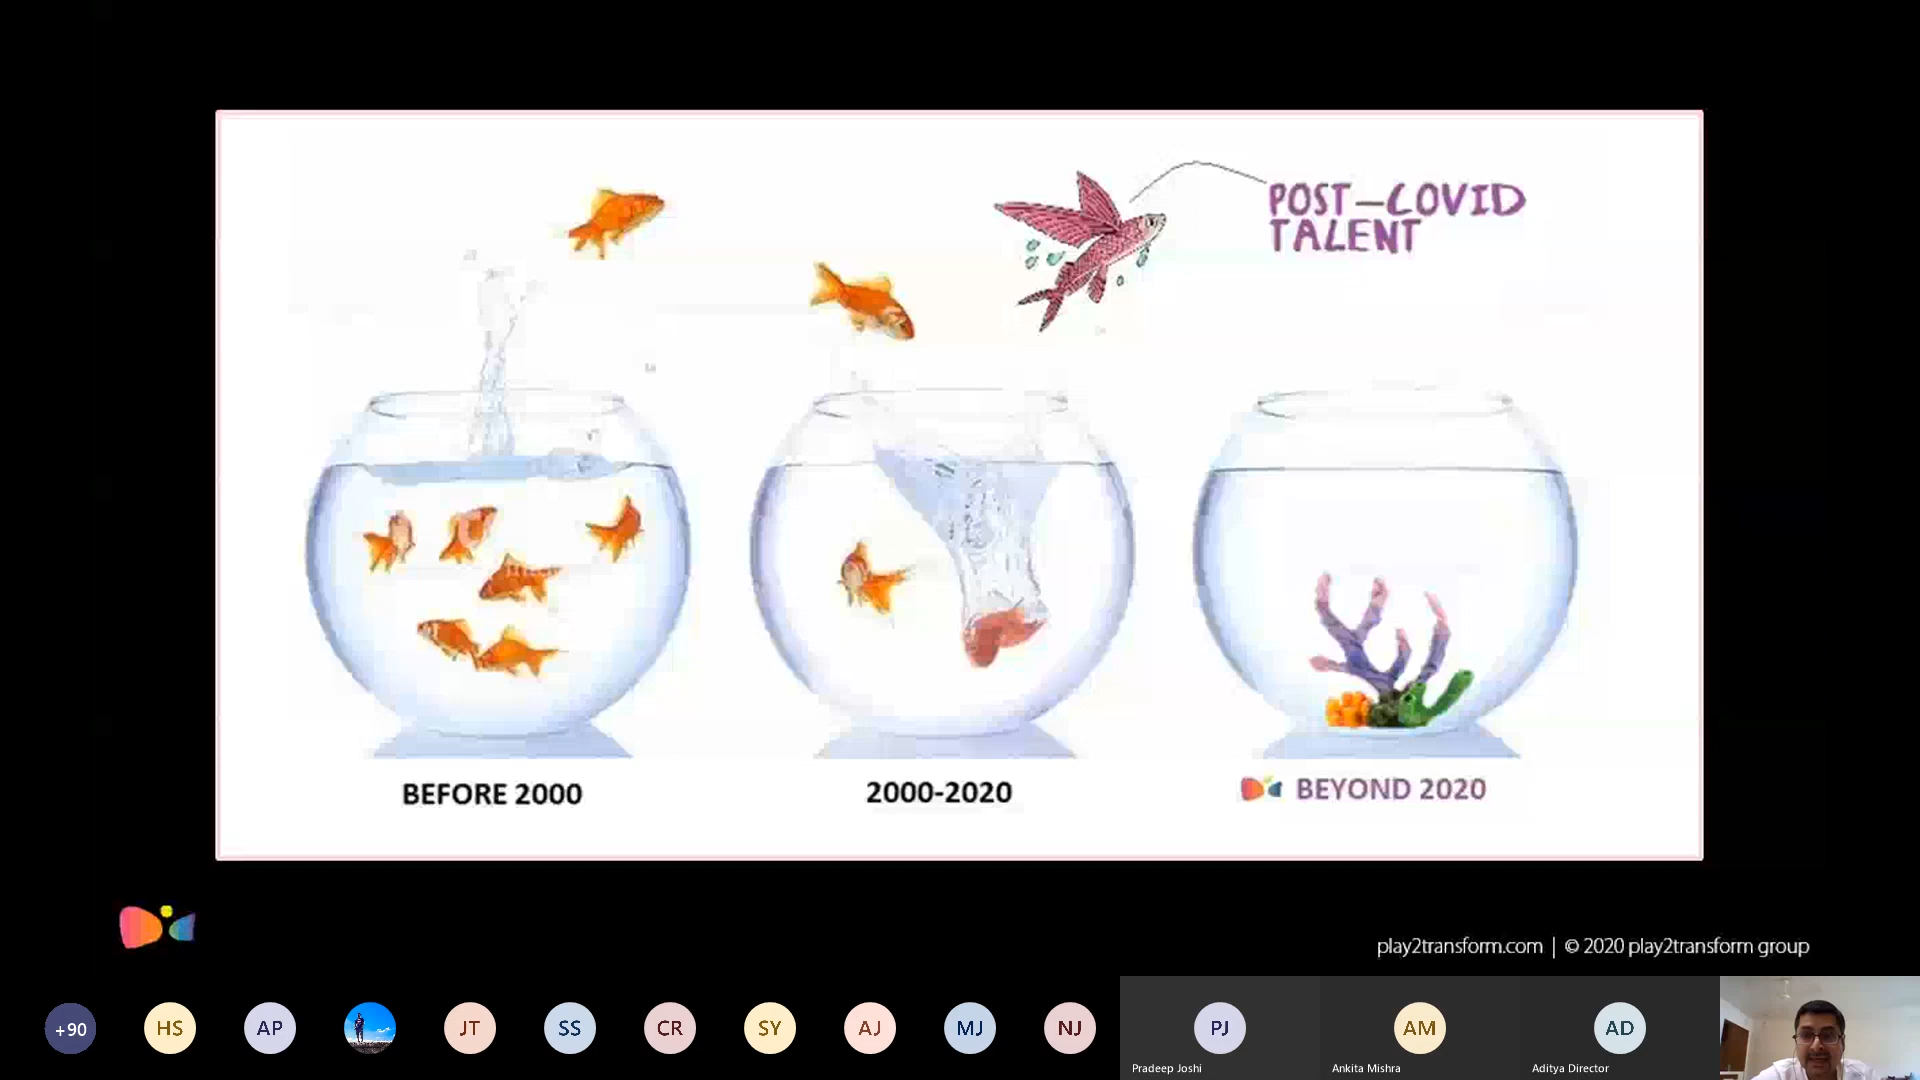 POST-COVID
TALENT
BEFORE 2000
2000-2020
BEYOND 2020
play2transform.com | © 2020 play2transform group
+90
HS
AP
JT
SS
CR
SY
AJ
MJ
NJ
PJ
AM
AD
Pradeep Joshi
Ankita Mishra
Aditya Director